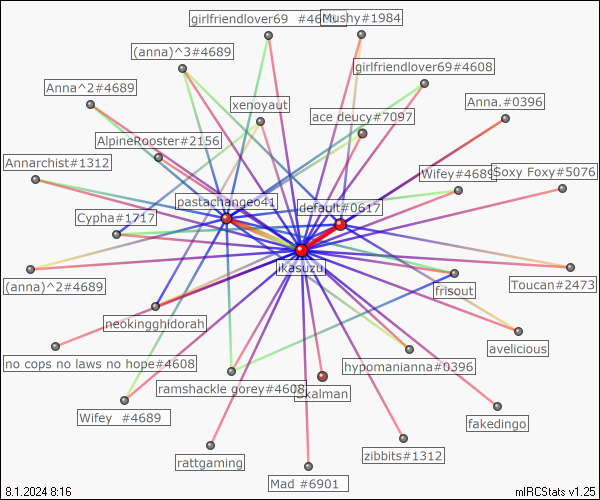 girlfriendlover69 #4608
Mushy#1984
(anna)^3#4689
girlfriendlover69#4608
Anna^2#4689
xenoyaut
ace deucy#7097
Anna.#0396
AlpineRooster#2156
Annarchist#1312
Wifey#4689
Soxy Foxy#5076
pastachangeo41
default#0617
Cypha#1717
ikasuzu
(anna)^2#4689
frisout
Toucan#2473
neokingghidorah
avelicious
no cops no laws no hope#4608
hypomanianna#0396
ramshackle gorey#4608
Skalman
Wifey #4689
fakedingo
zibbits#1312
rattgaming
Mad #6901
8.1.2024 8:16
mIRCStats v1.25